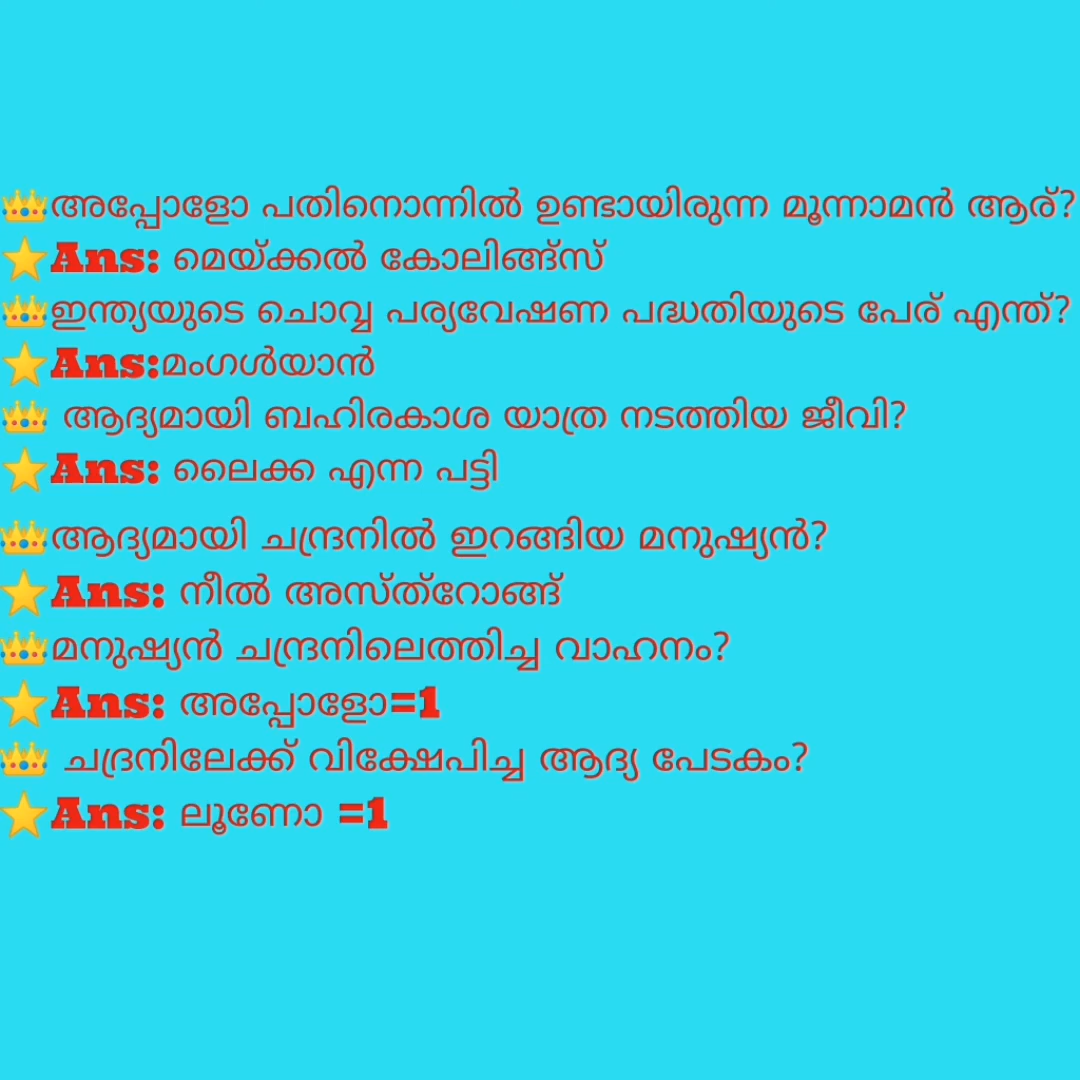 👑അപ്പോളോ പതിനൊന്നിൽ ഉണ്ടായിരുന്ന മൂന്നാമൻ ആര്?
⭐Ans: മെയ്ക്കൽ കോലിങ്ങ്സ്
👑ഇന്ത്യയുടെ ചൊവ്വ പര്യവേഷണ പദ്ധതിയുടെ പേര് എന്ത്?
⭐Ans:മംഗൾയാൻ
👑 ആദ്യമായി ബഹിരകാശ യാത്ര നടത്തിയ ജീവി?
⭐Ans: ലൈക്ക എന്ന പട്ടി
👑ആദ്യമായി ചന്ദ്രനിൽ ഇറങ്ങിയ മനുഷ്യൻ?
⭐Ans: നീൽ അസ്ത്റോങ്ങ്
👑മനുഷ്യൻ ചന്ദ്രനിലെത്തിച്ച വാഹനം?
⭐Ans: അപ്പോളോ=1
👑 ചദ്രനിലേക്ക് വിക്ഷേപിച്ച ആദ്യ പേടകം?
⭐Ans: ലൂണോ =1